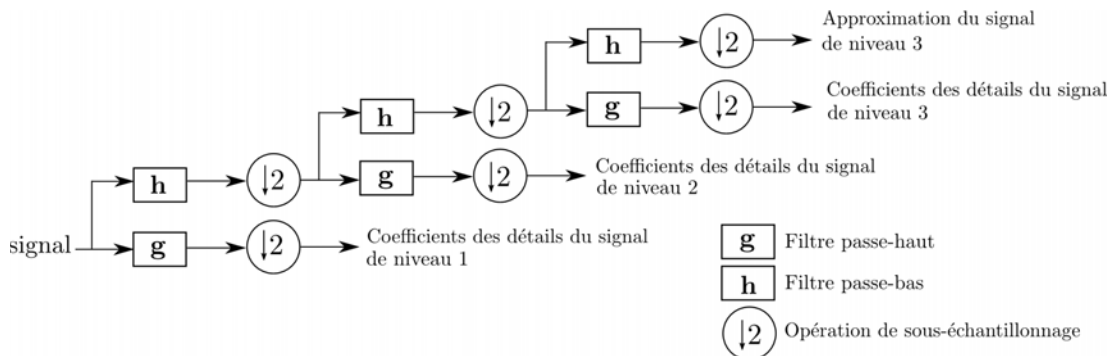 h
↓2
Approximation du signal
de niveau 3
h
↓2
g
↓2
Coefficients des détails du signal
de niveau 3
h
↓2
g
↓2
Coefficients des détails du signal
de niveau 2
signal
g
↓2
Coefficients des détails du signal
de niveau 1
g
Filtre passe-haut
h
Filtre passe-bas
↓2
Opération de sous-échantillonnage